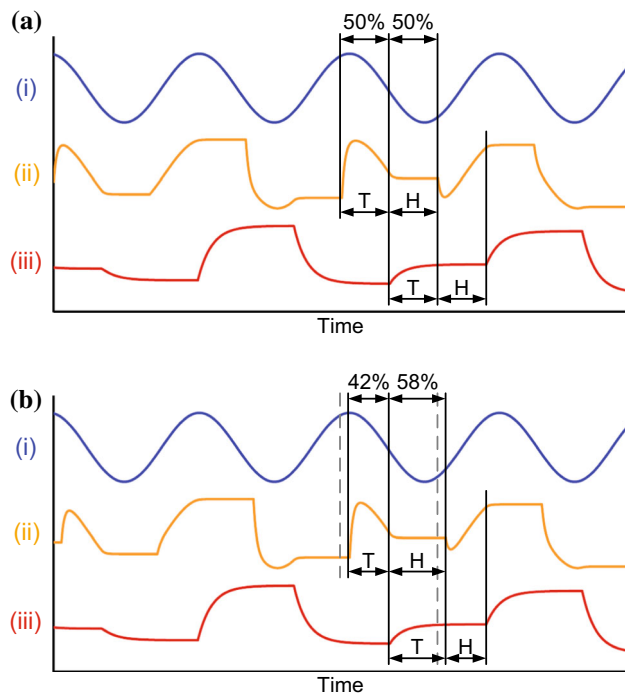 (a)
50% 50%
(i)
(ii)
T H
(iii)
T H
Time
(b)
42% 58%
(i)
(ii)
T H
(iii)
T H
Time